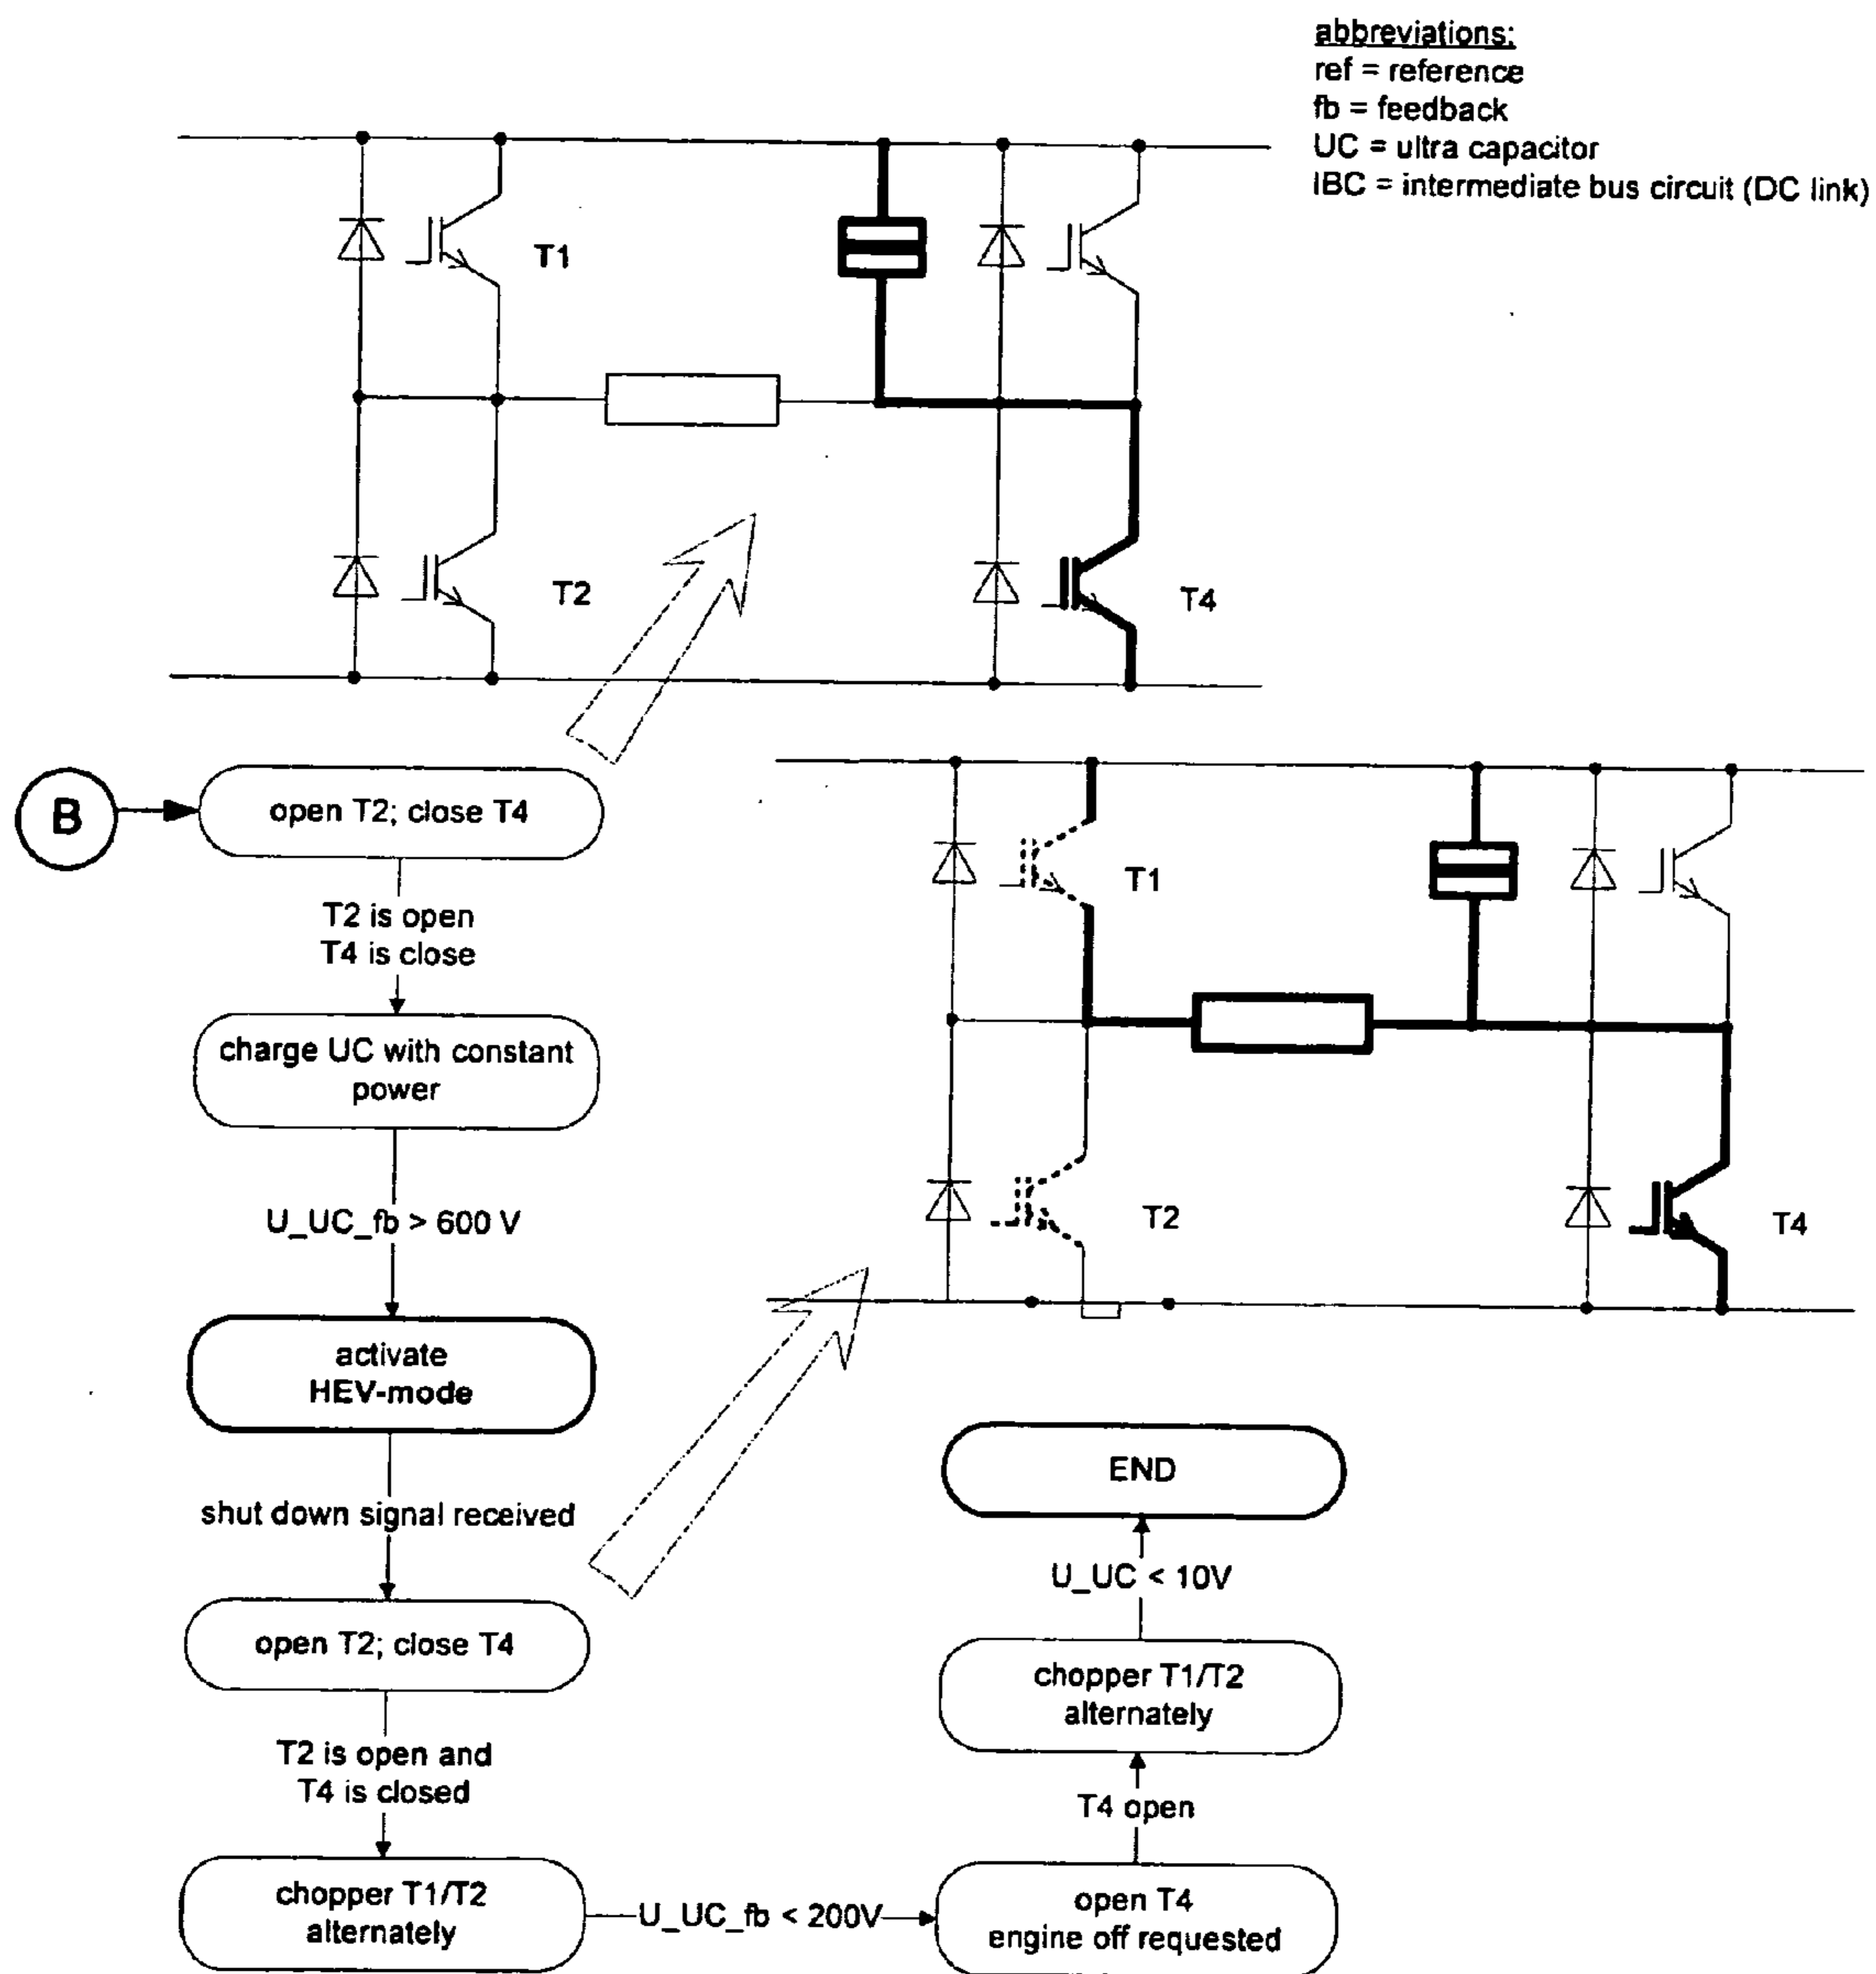 abbreviations:
ref = reference
fb = feedback
UC = ultra capacitor
IBC = intermediate bus circuit (DC link)
T1
T2
T4
B
open T2; close T4
T2 is open
T4 is close
charge UC with constant
power
U_UC_fb > 600 V
activate
HEV-mode
shut down signal received
open T2; close T4
T2 is open and
T4 is closed
chopper T1/T2
alternately
U_UC_fb < 200V
open T4
engine off requested
T4 open
chopper T1/T2
alternately
U_UC < 10V
END
T1
T2
T4